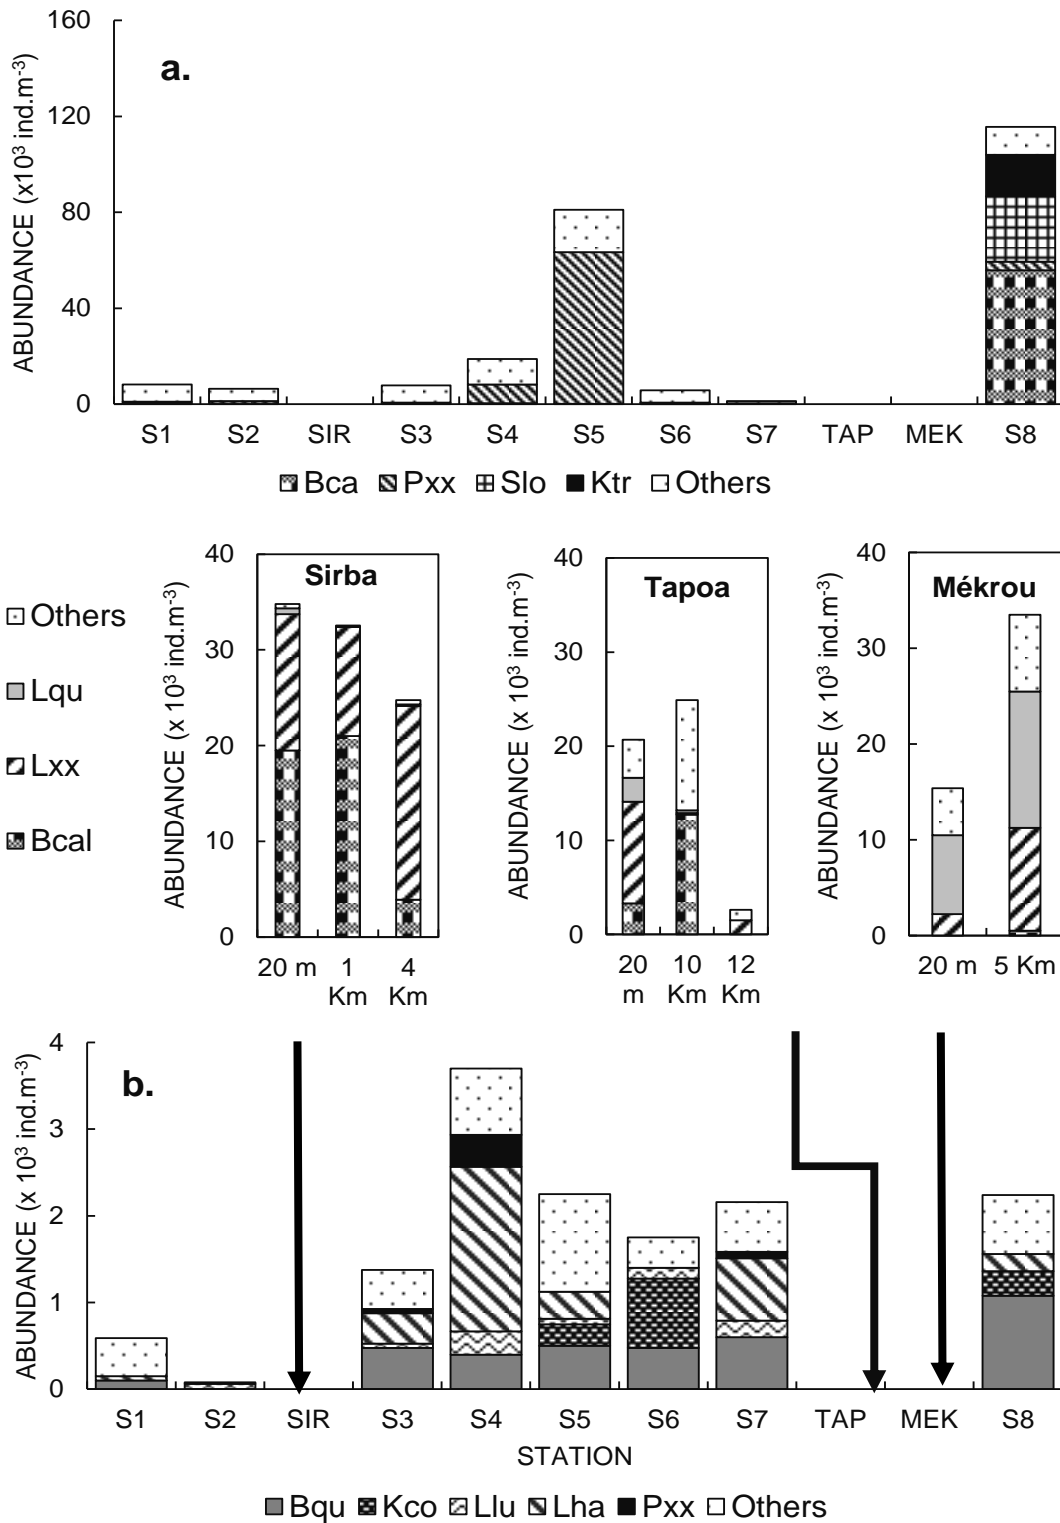 160
120
80
40
0
ABUNDANCE (x10³ ind.m⁻³)
a.
S1 S2 SIR S3 S4 S5 S6 S7 TAP MEK S8
Bca Pxx Slo Ktr Others
Others
Lqu
Lxx
Bcal
40
30
20
10
0
ABUNDANCE (x 10³ ind.m⁻³)
Sirba
20 m 1 Km 4 Km
40
30
20
10
0
ABUNDANCE (x 10³ ind.m⁻³)
Tapoa
20 m 10 Km 12 Km
40
30
20
10
0
ABUNDANCE (x 10³ ind.m⁻³)
Mékrou
20 m 5 Km
4
3
2
1
0
ABUNDANCE (x 10³ ind.m⁻³)
b.
S1 S2 SIR S3 S4 S5 S6 S7 TAP MEK S8
STATION
Bqu Kco Llu Lha Pxx Others